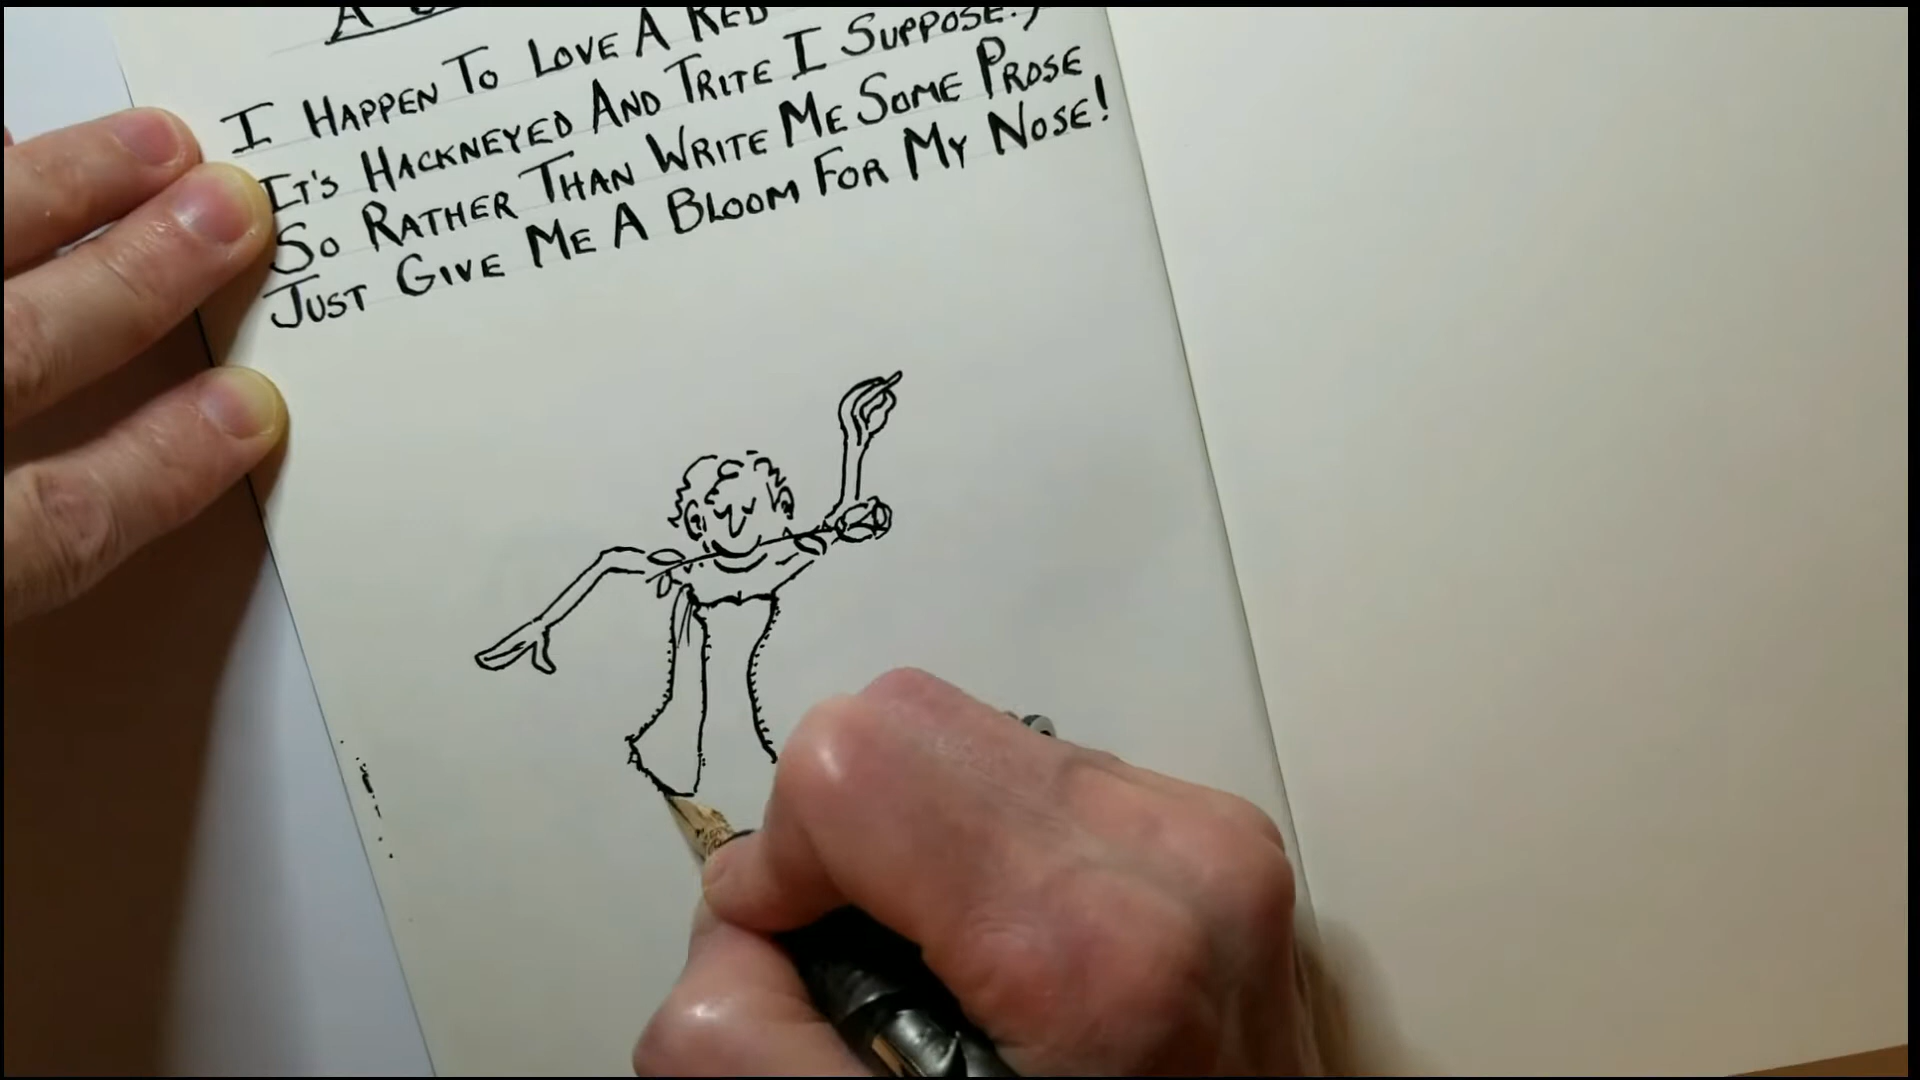 I HAPPEN TO LOVE A RED
IT'S HACKNEYED AND TRITE I SUPPOSE.)
SO RATHER THAN WRITE ME SOME PROSE
JUST GIVE ME A BLOOM FOR MY NOSE!